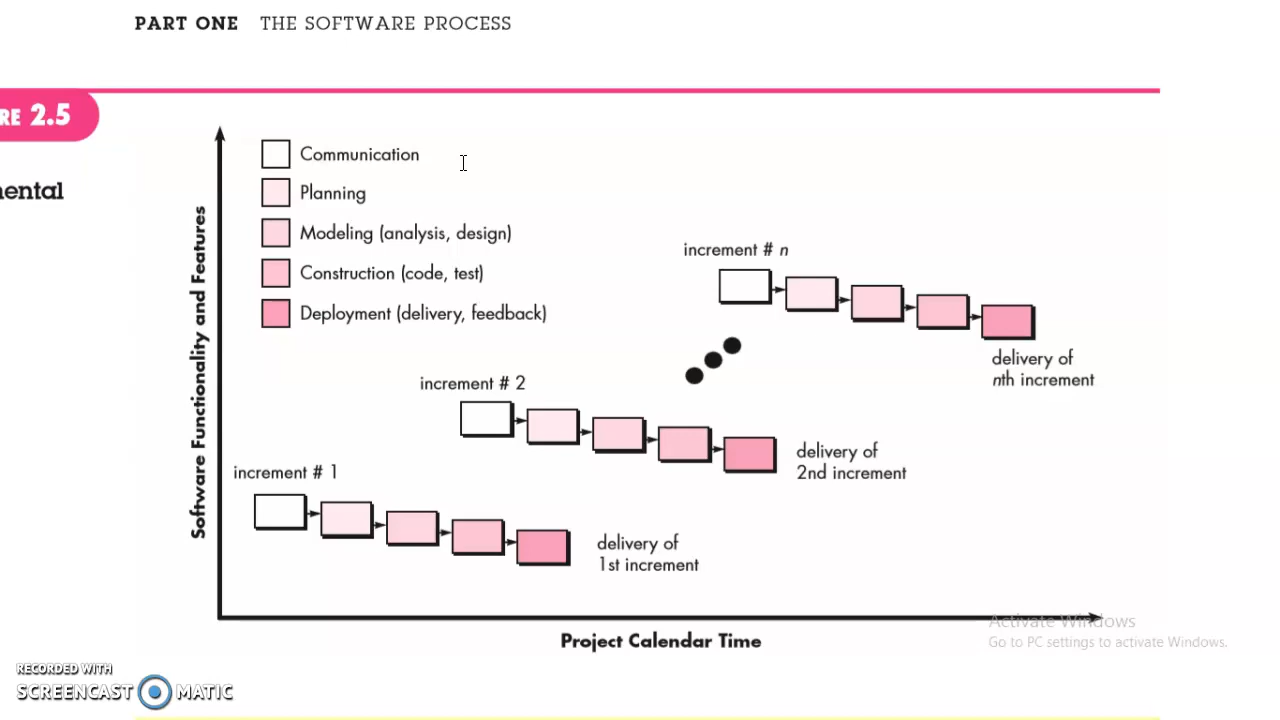 PART ONE THE SOFTWARE PROCESS
RE 2.5
mental
Communication
Planning
Modeling (analysis, design)
Construction (code, test)
Deployment (delivery, feedback)
Software Functionality and Features
increment # n
delivery of
nth increment
increment # 2
delivery of
2nd increment
increment # 1
delivery of
1st increment
Project Calendar Time
Activate Windows
Go to PC settings to activate Windows.
RECORDED WITH
SCREENCAST MATIC